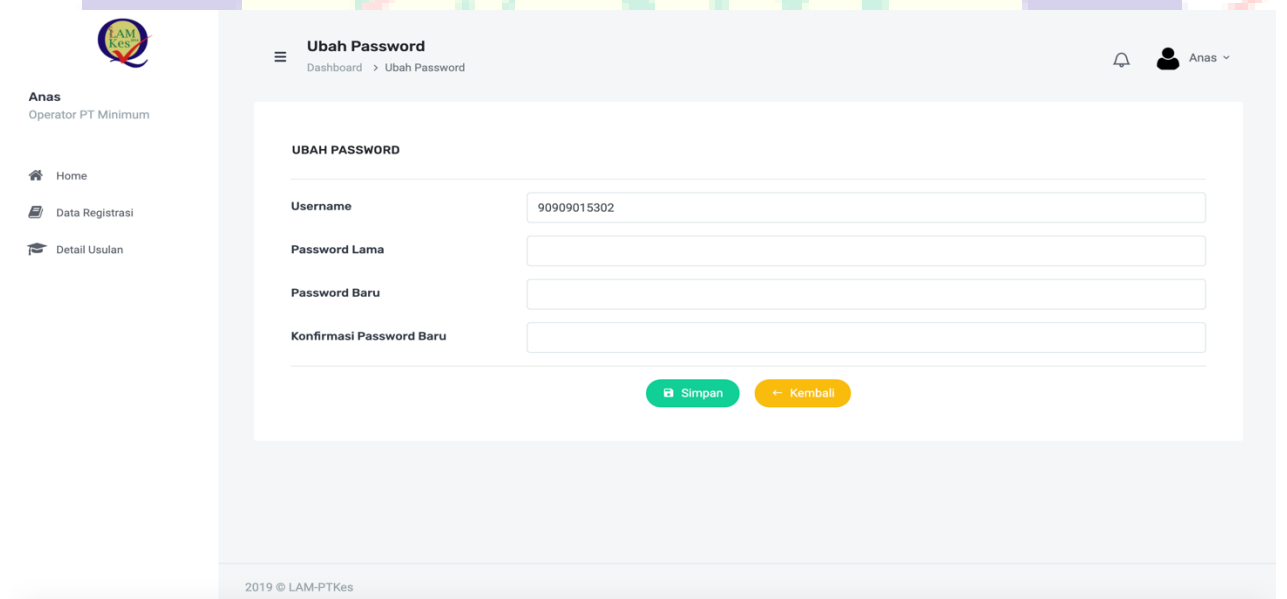 LAM
Kes
Anas
Operator PT Minimum
Home
Data Registrasi
Detail Usulan
Ubah Password
Dashboard > Ubah Password
Anas
UBAH PASSWORD
Username 90909015302
Password Lama
Password Baru
Konfirmasi Password Baru
Simpan ← Kembali
2019 © LAM-PTKes